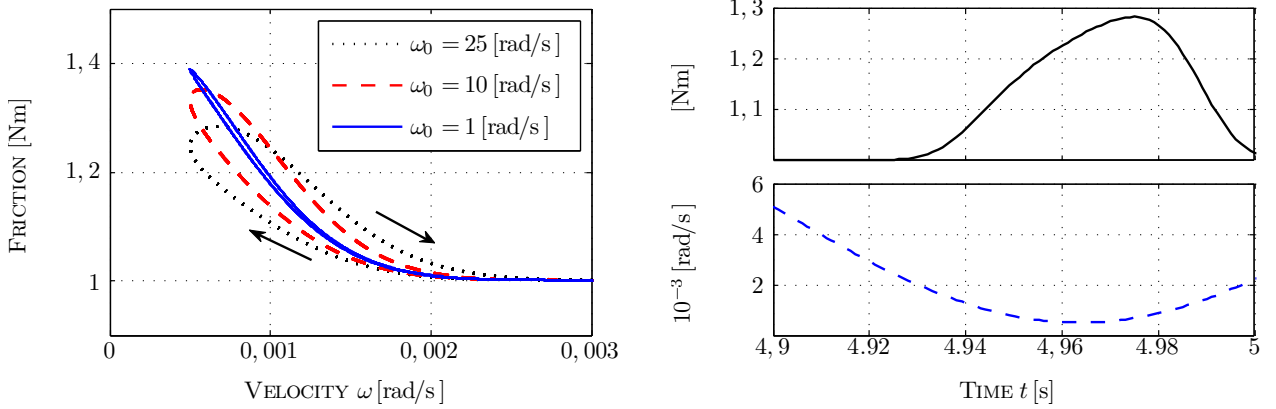 FRICTION [Nm]
1,4
1,2
1
0
0,001
0,002
0,003
VELOCITY ω [rad/s]
ω₀ = 25 [rad/s]
ω₀ = 10 [rad/s]
ω₀ = 1 [rad/s]
[Nm]
1,3
1,2
1,1
10⁻³ [rad/s]
6
4
2
4,9
4.92
4.94
4,96
4.98
5
TIME t [s]